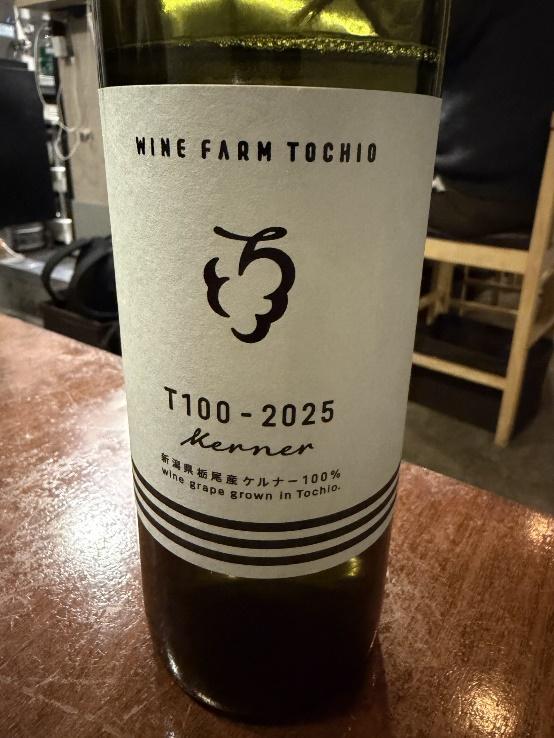 WINE FARM TOCHIO
T100-2025
Kerner
新潟県栃尾産ケルナー100%
wine grape grown in Tochio.